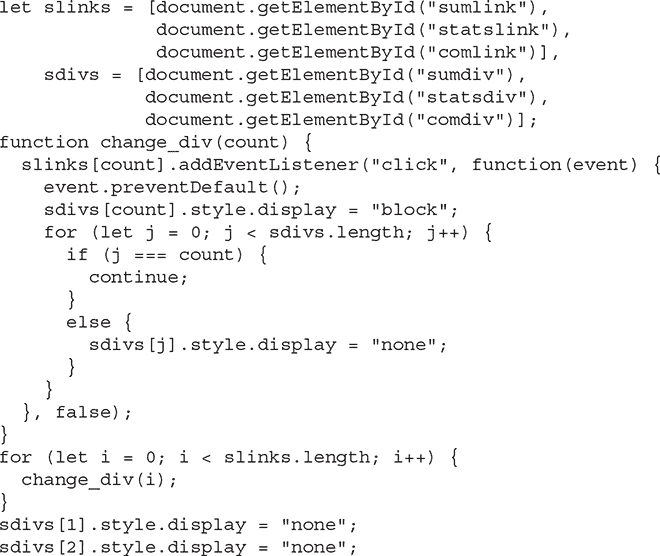 let slinks = [document.getElementById("sumlink"),
              document.getElementById("statslink"),
              document.getElementById("comlink")],
    sdivs = [document.getElementById("sumdiv"),
             document.getElementById("statsdiv"),
             document.getElementById("comdiv")];
function change_div(count) {
  slinks[count].addEventListener("click", function(event) {
    event.preventDefault();
    sdivs[count].style.display = "block";
    for (let j = 0; j < sdivs.length; j++) {
      if (j === count) {
        continue;
      }
      else {
        sdivs[j].style.display = "none";
      }
    }
  }, false);
}
for (let i = 0; i < slinks.length; i++) {
  change_div(i);
}
sdivs[1].style.display = "none";
sdivs[2].style.display = "none";